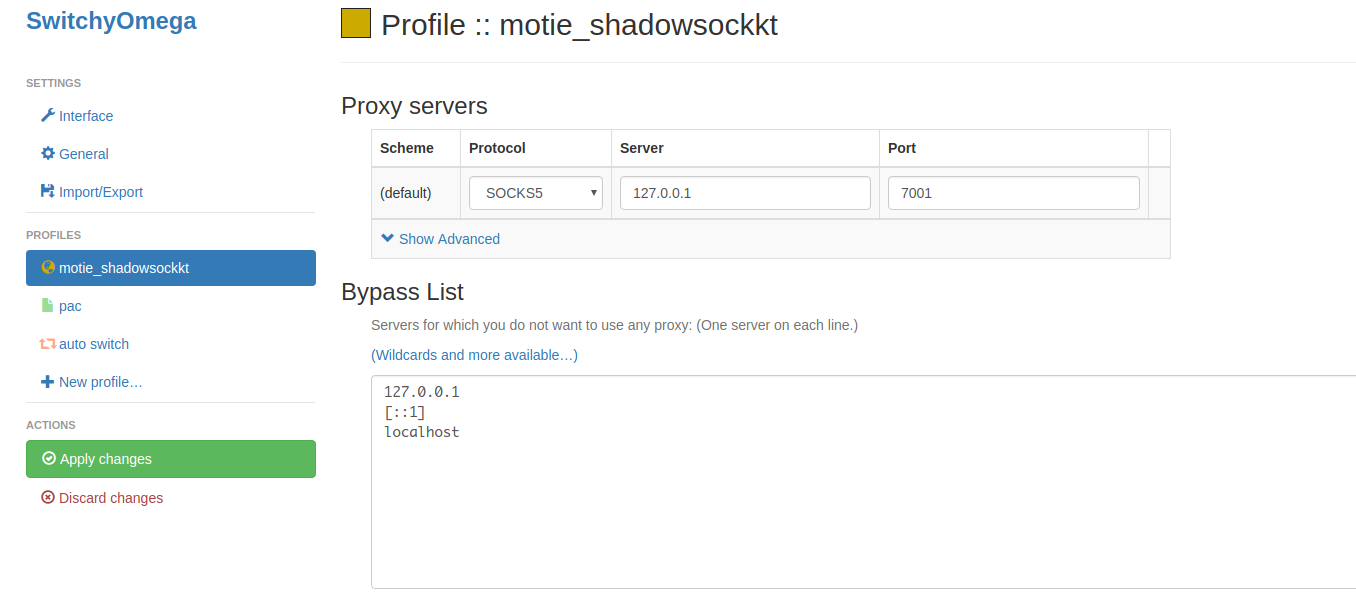 SwitchyOmega
SETTINGS
Interface
General
Import/Export
PROFILES
motie_shadowsockkt
pac
auto switch
New profile…
ACTIONS
Apply changes
Discard changes
Profile :: motie_shadowsockkt
Proxy servers
Scheme Protocol Server Port
(default) SOCKS5 127.0.0.1 7001
Show Advanced
Bypass List
Servers for which you do not want to use any proxy: (One server on each line.)
(Wildcards and more available…)
127.0.0.1
[::1]
localhost